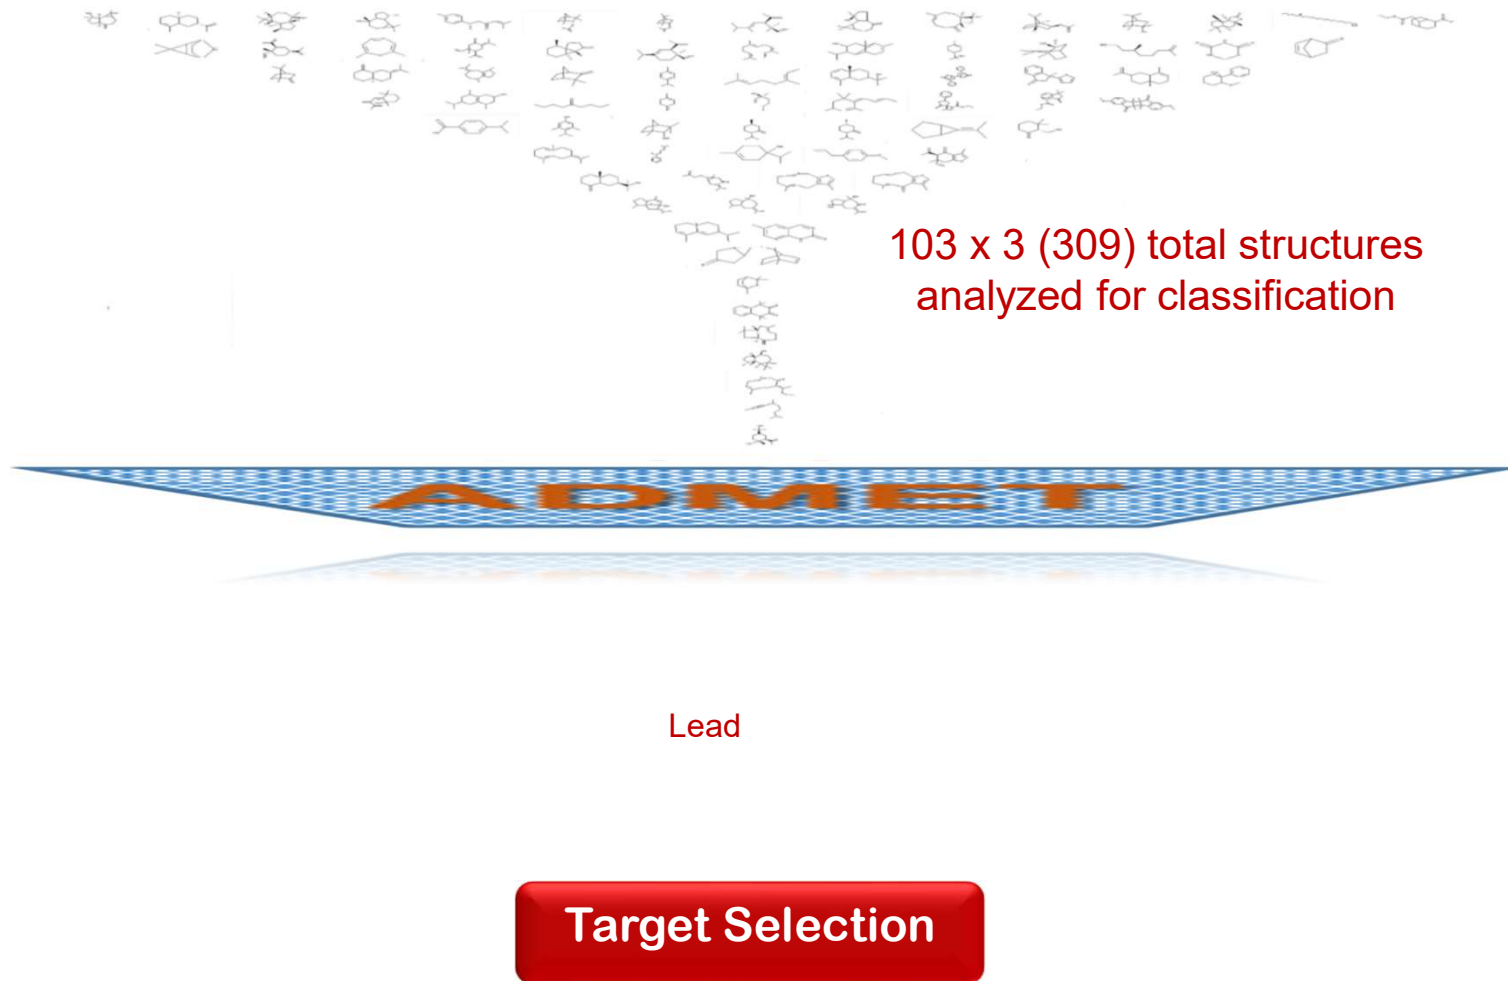 103 x 3 (309) total structures
analyzed for classification
ADMET
Lead
Target Selection